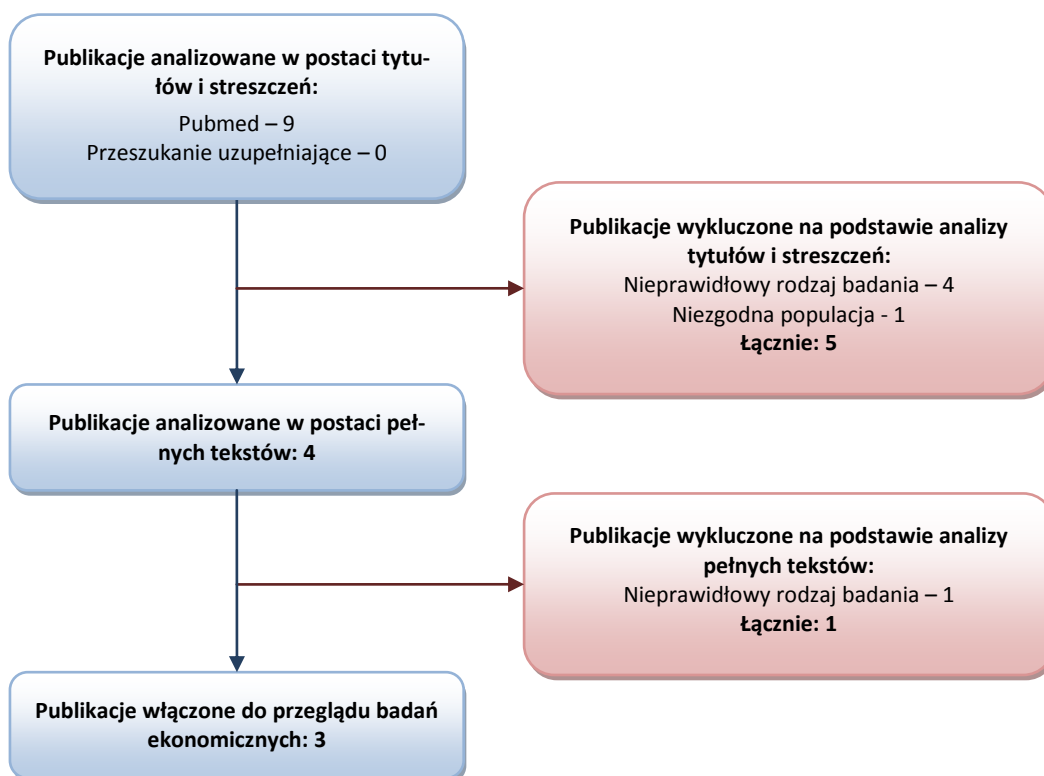 Publikacje analizowane w postaci tytu-
łów i streszczeń:
Pubmed – 9
Przeszukanie uzupełniające – 0
Publikacje wykluczone na podstawie analizy
tytułów i streszczeń:
Nieprawidłowy rodzaj badania – 4
Niezgodna populacja - 1
Łącznie: 5
Publikacje analizowane w postaci peł-
nych tekstów: 4
Publikacje wykluczone na podstawie analizy
pełnych tekstów:
Nieprawidłowy rodzaj badania – 1
Łącznie: 1
Publikacje włączone do przeglądu badań
ekonomicznych: 3